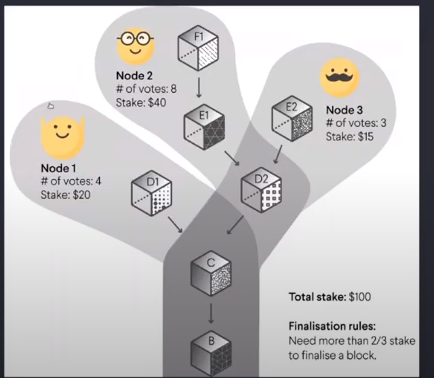 F1
Node 2
# of votes: 8
Stake: $40
E1
E2
Node 3
# of votes: 3
Stake: $15
Node 1
# of votes: 4
Stake: $20
D1
D2
C
Total stake: $100
Finalisation rules:
Need more than 2/3 stake
to finalise a block.
B